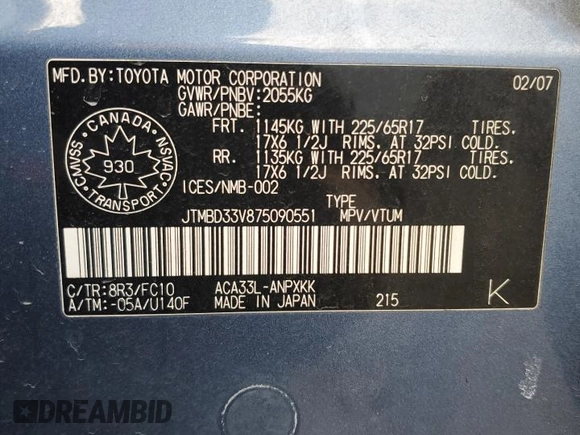 MFD.BY:TOYOTA MOTOR CORPORATION 02/07
GVWR/PNBV:2055KG
GAWR/PNBE:
FRT. 1145KG WITH 225/65R17 TIRES.
17X6 1/2J RIMS. AT 32PSI COLD.
RR. 1135KG WITH 225/65R17 TIRES.
17X6 1/2J RIMS. AT 32PSI COLD.
CANADA
CMVSS 930 NSVAC
TRANSPORT
ICES/NMB-002
TYPE
JTMBD33V875090551 MPV/VTUM
C/TR:8R3/FC10 ACA33L-ANPXKK
A/TM:-05A/U140F MADE IN JAPAN 215 K
DREAMBID